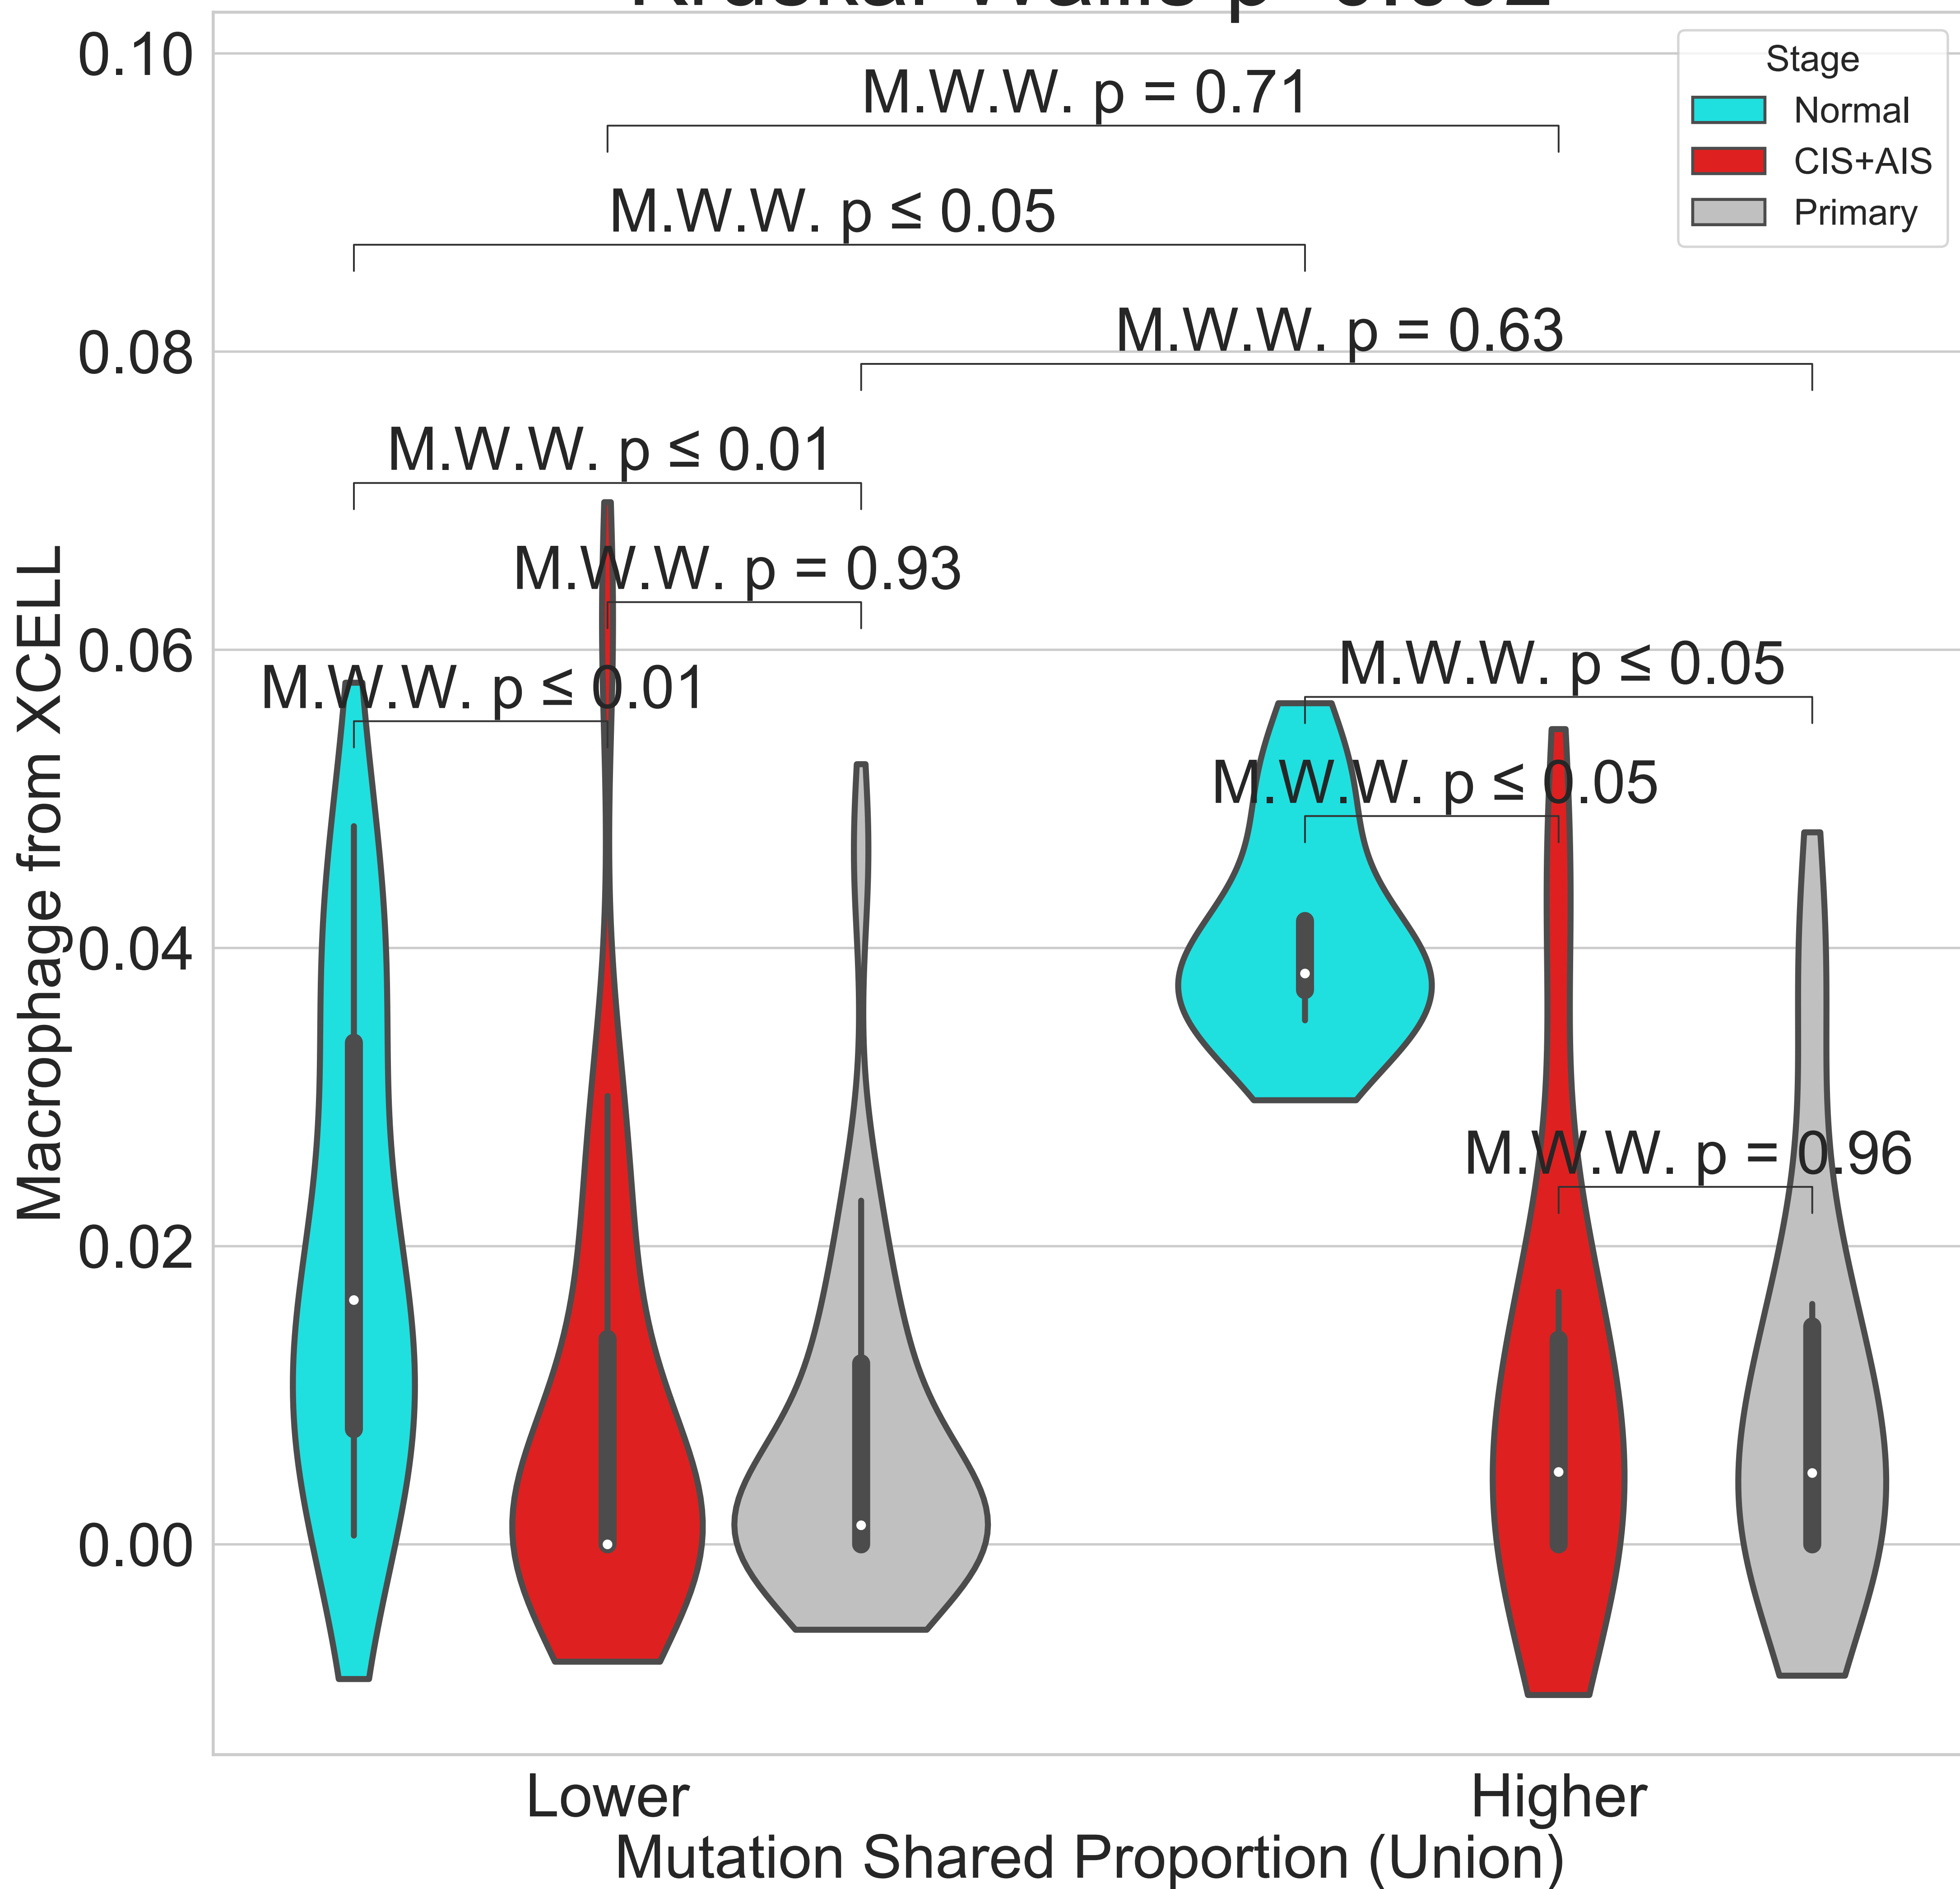 0.10
0.08
0.06
0.04
0.02
0.00
Macrophage from XCELL
Stage
Normal
CIS+AIS
Primary
M.W.W. p = 0.71
M.W.W. p ≤ 0.05
M.W.W. p = 0.63
M.W.W. p ≤ 0.01
M.W.W. p = 0.93
M.W.W. p ≤ 0.01
M.W.W. p ≤ 0.05
M.W.W. p ≤ 0.05
M.W.W. p = 0.96
Lower
Higher
Mutation Shared Proportion (Union)